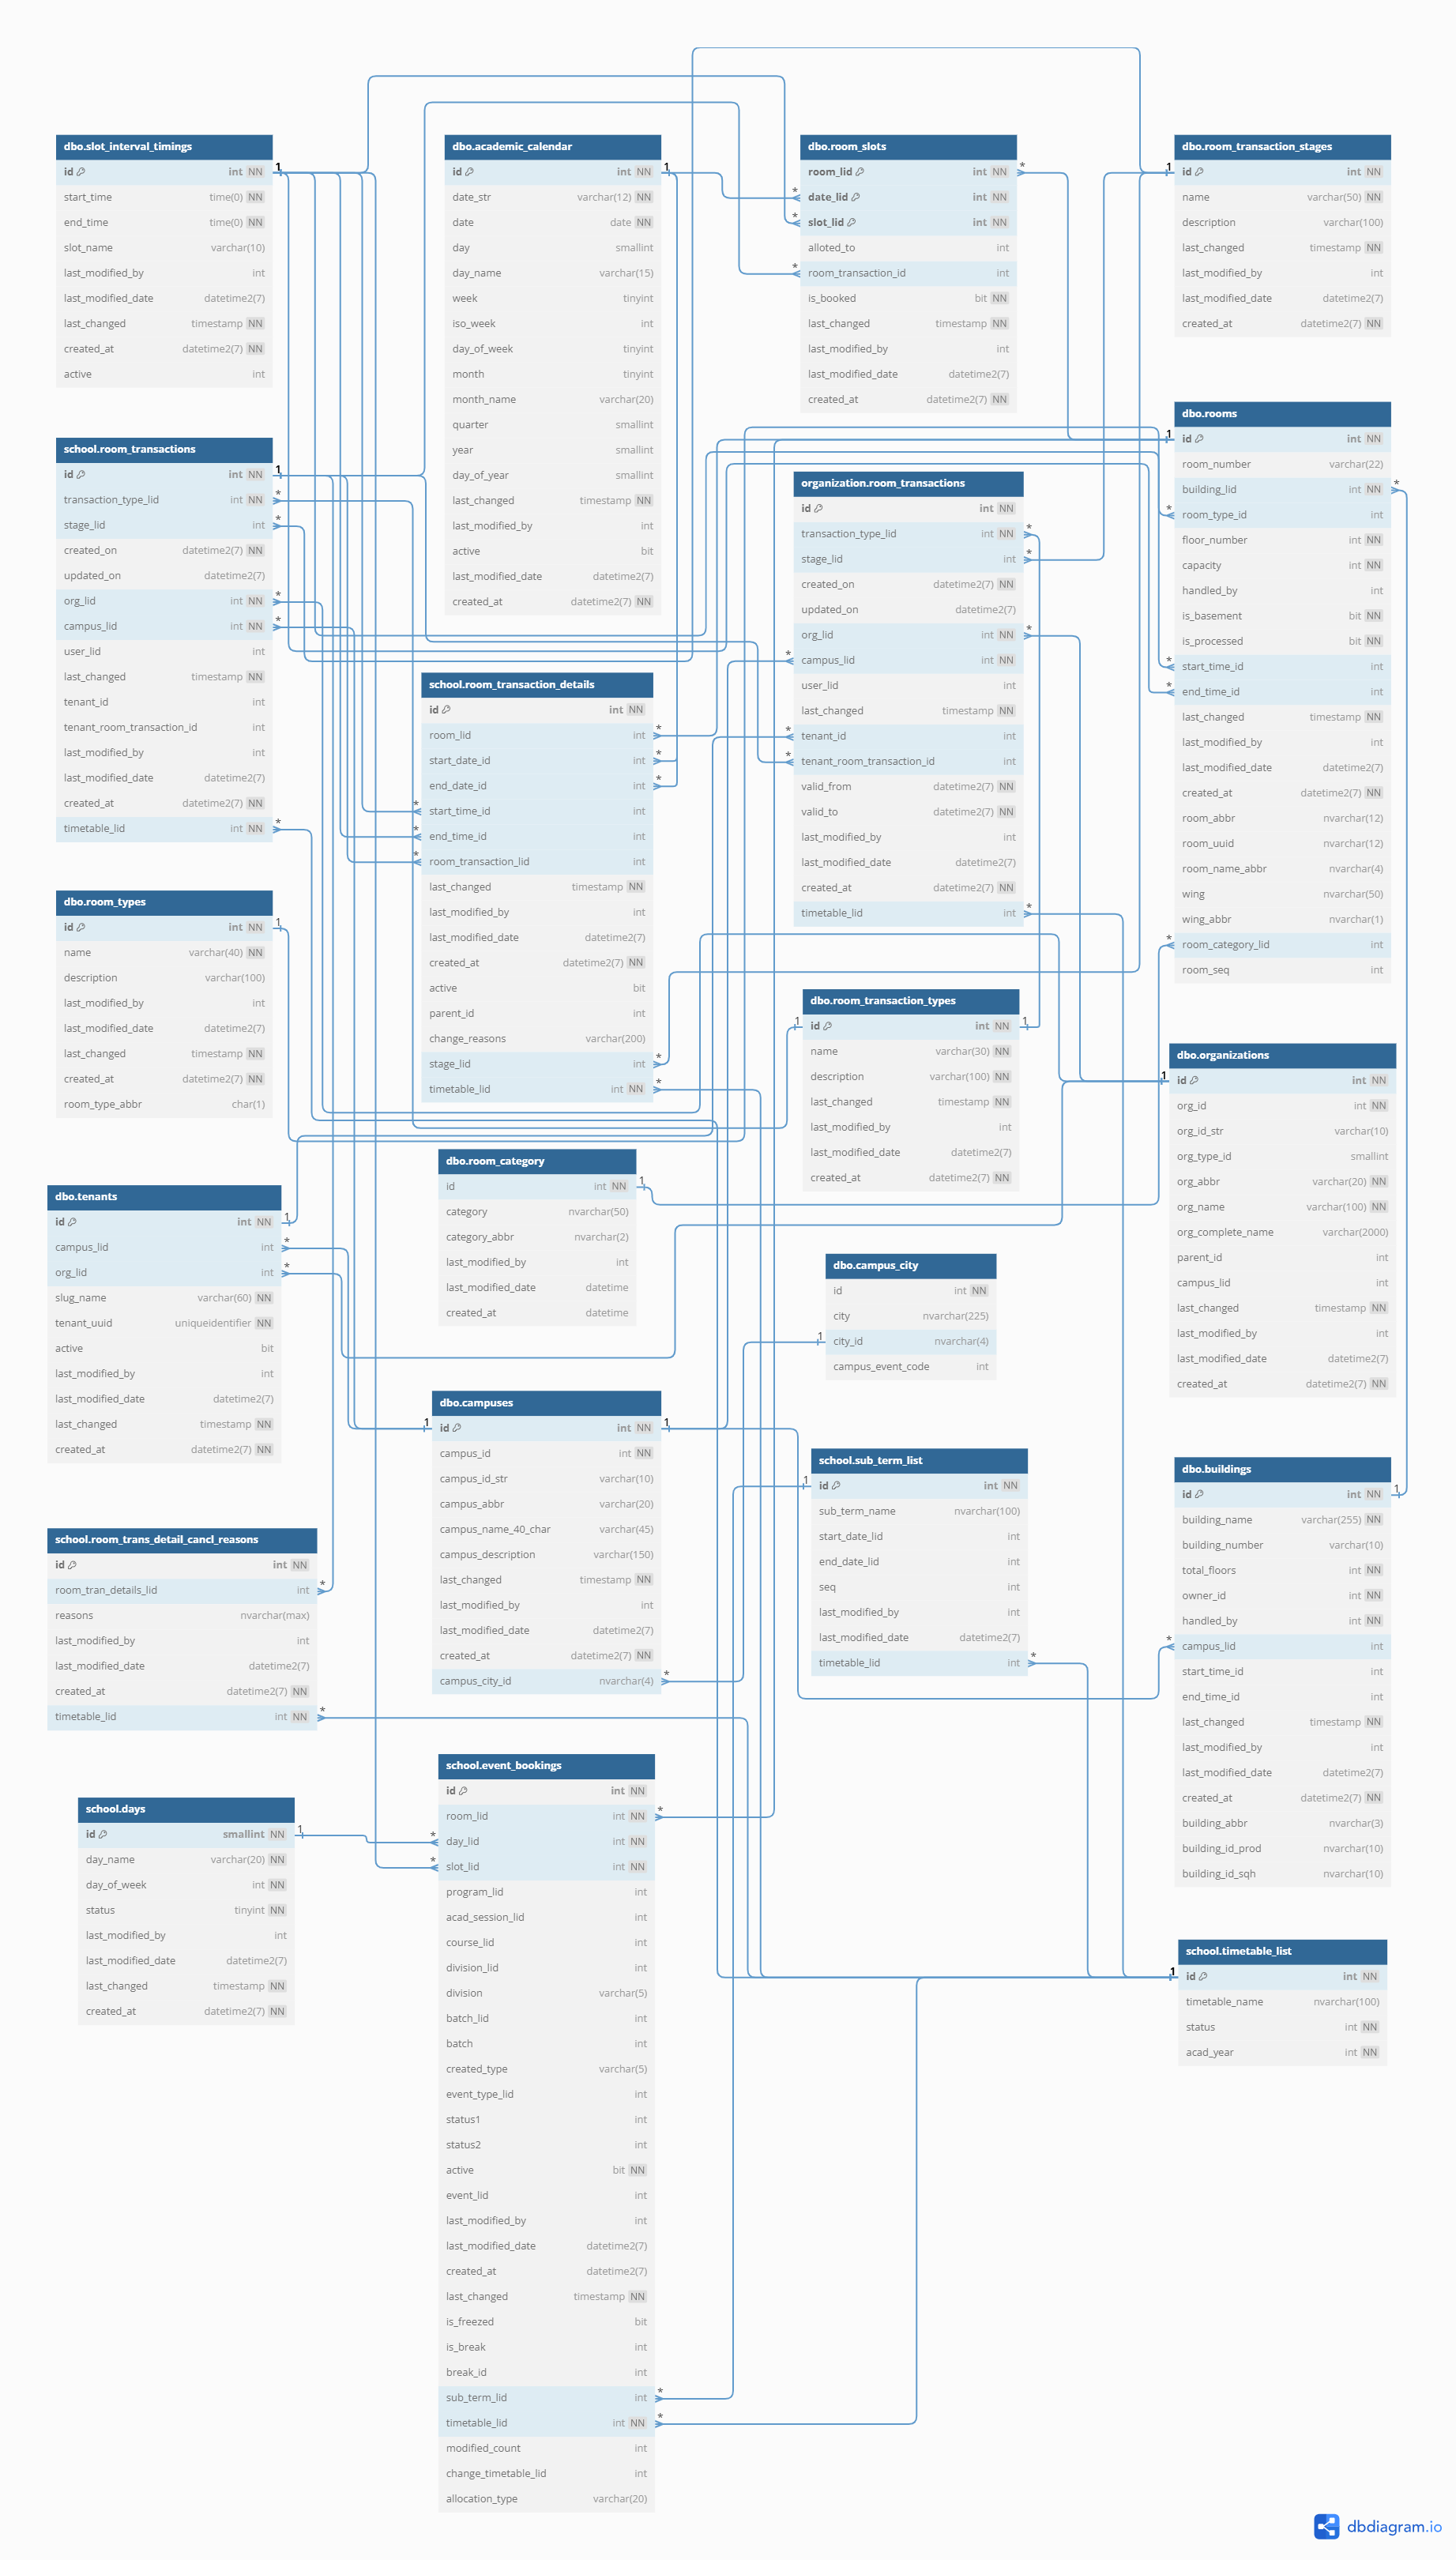 dbo.slot_interval_timings
id int NN
start_time time(0) NN
end_time time(0) NN
slot_name varchar(10)
last_modified_by int
last_modified_date datetime2(7)
last_changed timestamp NN
created_at datetime2(7) NN
active int
dbo.academic_calendar
id int NN
date_str varchar(12) NN
date date NN
day smallint
day_name varchar(15)
week tinyint
iso_week int
day_of_week tinyint
month tinyint
month_name varchar(20)
quarter smallint
year smallint
day_of_year smallint
last_changed timestamp NN
last_modified_by int
active bit
last_modified_date datetime2(7)
created_at datetime2(7) NN
dbo.room_slots
room_lid int NN
date_lid int NN
slot_lid int NN
alloted_to int
room_transaction_id int
is_booked bit NN
last_changed timestamp NN
last_modified_by int
last_modified_date datetime2(7)
created_at datetime2(7) NN
dbo.room_transaction_stages
id int NN
name varchar(50) NN
description varchar(100)
last_changed timestamp NN
last_modified_by int
last_modified_date datetime2(7)
created_at datetime2(7) NN
school.room_transactions
id int NN
transaction_type_lid int NN
stage_lid int
created_on datetime2(7) NN
updated_on datetime2(7)
org_lid int NN
campus_lid int NN
user_lid int
last_changed timestamp NN
tenant_id int
tenant_room_transaction_id int
last_modified_by int
last_modified_date datetime2(7)
created_at datetime2(7) NN
timetable_lid int NN
dbo.rooms
id int NN
room_number varchar(22)
building_lid int NN
room_type_id int
floor_number int NN
capacity int NN
handled_by int
is_basement bit NN
is_processed bit NN
start_time_id int
end_time_id int
last_changed timestamp NN
last_modified_by int
last_modified_date datetime2(7)
created_at datetime2(7) NN
room_abbr nvarchar(12)
room_uuid nvarchar(12)
room_name_abbr nvarchar(4)
wing nvarchar(50)
wing_abbr nvarchar(1)
room_category_lid int
room_seq int
organization.room_transactions
id int NN
transaction_type_lid int NN
stage_lid int
created_on datetime2(7) NN
updated_on datetime2(7)
org_lid int NN
campus_lid int NN
user_lid int
last_changed timestamp NN
tenant_id int
tenant_room_transaction_id int
valid_from datetime2(7) NN
valid_to datetime2(7) NN
last_modified_by int
last_modified_date datetime2(7)
created_at datetime2(7) NN
timetable_lid int
school.room_transaction_details
id int NN
room_lid int
start_date_id int
end_date_id int
start_time_id int
end_time_id int
room_transaction_lid int
last_changed timestamp NN
last_modified_by int
last_modified_date datetime2(7)
created_at datetime2(7) NN
active bit
parent_id int
change_reasons varchar(200)
stage_lid int
timetable_lid int NN
dbo.room_types
id int NN
name varchar(40) NN
description varchar(100)
last_modified_by int
last_modified_date datetime2(7)
last_changed timestamp NN
created_at datetime2(7) NN
room_type_abbr char(1)
dbo.room_transaction_types
id int NN
name varchar(30) NN
description varchar(100) NN
last_changed timestamp NN
last_modified_by int
last_modified_date datetime2(7)
created_at datetime2(7) NN
dbo.organizations
id int NN
org_id int NN
org_id_str varchar(10)
org_type_id smallint
org_abbr varchar(20) NN
org_name varchar(100) NN
org_complete_name varchar(2000)
parent_id int
campus_lid int
last_changed timestamp NN
last_modified_by int
last_modified_date datetime2(7)
created_at datetime2(7) NN
dbo.room_category
id int NN
category nvarchar(50)
category_abbr nvarchar(2)
last_modified_by int
last_modified_date datetime
created_at datetime
dbo.tenants
id int NN
campus_lid int
org_lid int
slug_name varchar(60) NN
tenant_uuid uniqueidentifier NN
active bit
last_modified_by int
last_modified_date datetime2(7)
last_changed timestamp NN
created_at datetime2(7) NN
dbo.campus_city
id int NN
city nvarchar(225)
city_id nvarchar(4)
campus_event_code int
dbo.campuses
id int NN
campus_id int NN
campus_id_str varchar(10)
campus_abbr varchar(20)
campus_name_40_char varchar(45)
campus_description varchar(150)
last_changed timestamp NN
last_modified_by int
last_modified_date datetime2(7)
created_at datetime2(7) NN
campus_city_id nvarchar(4)
school.sub_term_list
id int NN
sub_term_name nvarchar(100)
start_date_lid int
end_date_lid int
seq int
last_modified_by int
last_modified_date datetime2(7)
timetable_lid int
dbo.buildings
id int NN
building_name varchar(255) NN
building_number varchar(10)
total_floors int NN
owner_id int NN
handled_by int NN
campus_lid int
start_time_id int
end_time_id int
last_changed timestamp NN
last_modified_by int
last_modified_date datetime2(7)
created_at datetime2(7) NN
building_abbr nvarchar(3)
building_id_prod nvarchar(10)
building_id_sqh nvarchar(10)
school.room_trans_detail_cancl_reasons
id int NN
room_tran_details_lid int
reasons nvarchar(max)
last_modified_by int
last_modified_date datetime2(7)
created_at datetime2(7) NN
timetable_lid int NN
school.event_bookings
id int NN
room_lid int NN
day_lid int NN
slot_lid int NN
program_lid int
acad_session_lid int
course_lid int
division_lid int
division varchar(5)
batch_lid int
batch int
created_type varchar(5)
event_type_lid int
status1 int
status2 int
active bit NN
event_lid int
last_modified_by int
last_modified_date datetime2(7)
created_at datetime2(7)
last_changed timestamp NN
is_freezed bit
is_break int
break_id int
sub_term_lid int
timetable_lid int NN
modified_count int
change_timetable_lid int
allocation_type varchar(20)
school.days
id smallint NN
day_name varchar(20) NN
day_of_week int NN
status tinyint NN
last_modified_by int
last_modified_date datetime2(7)
last_changed timestamp NN
created_at datetime2(7) NN
school.timetable_list
id int NN
timetable_name nvarchar(100)
status int NN
acad_year int NN
dbdiagram.io